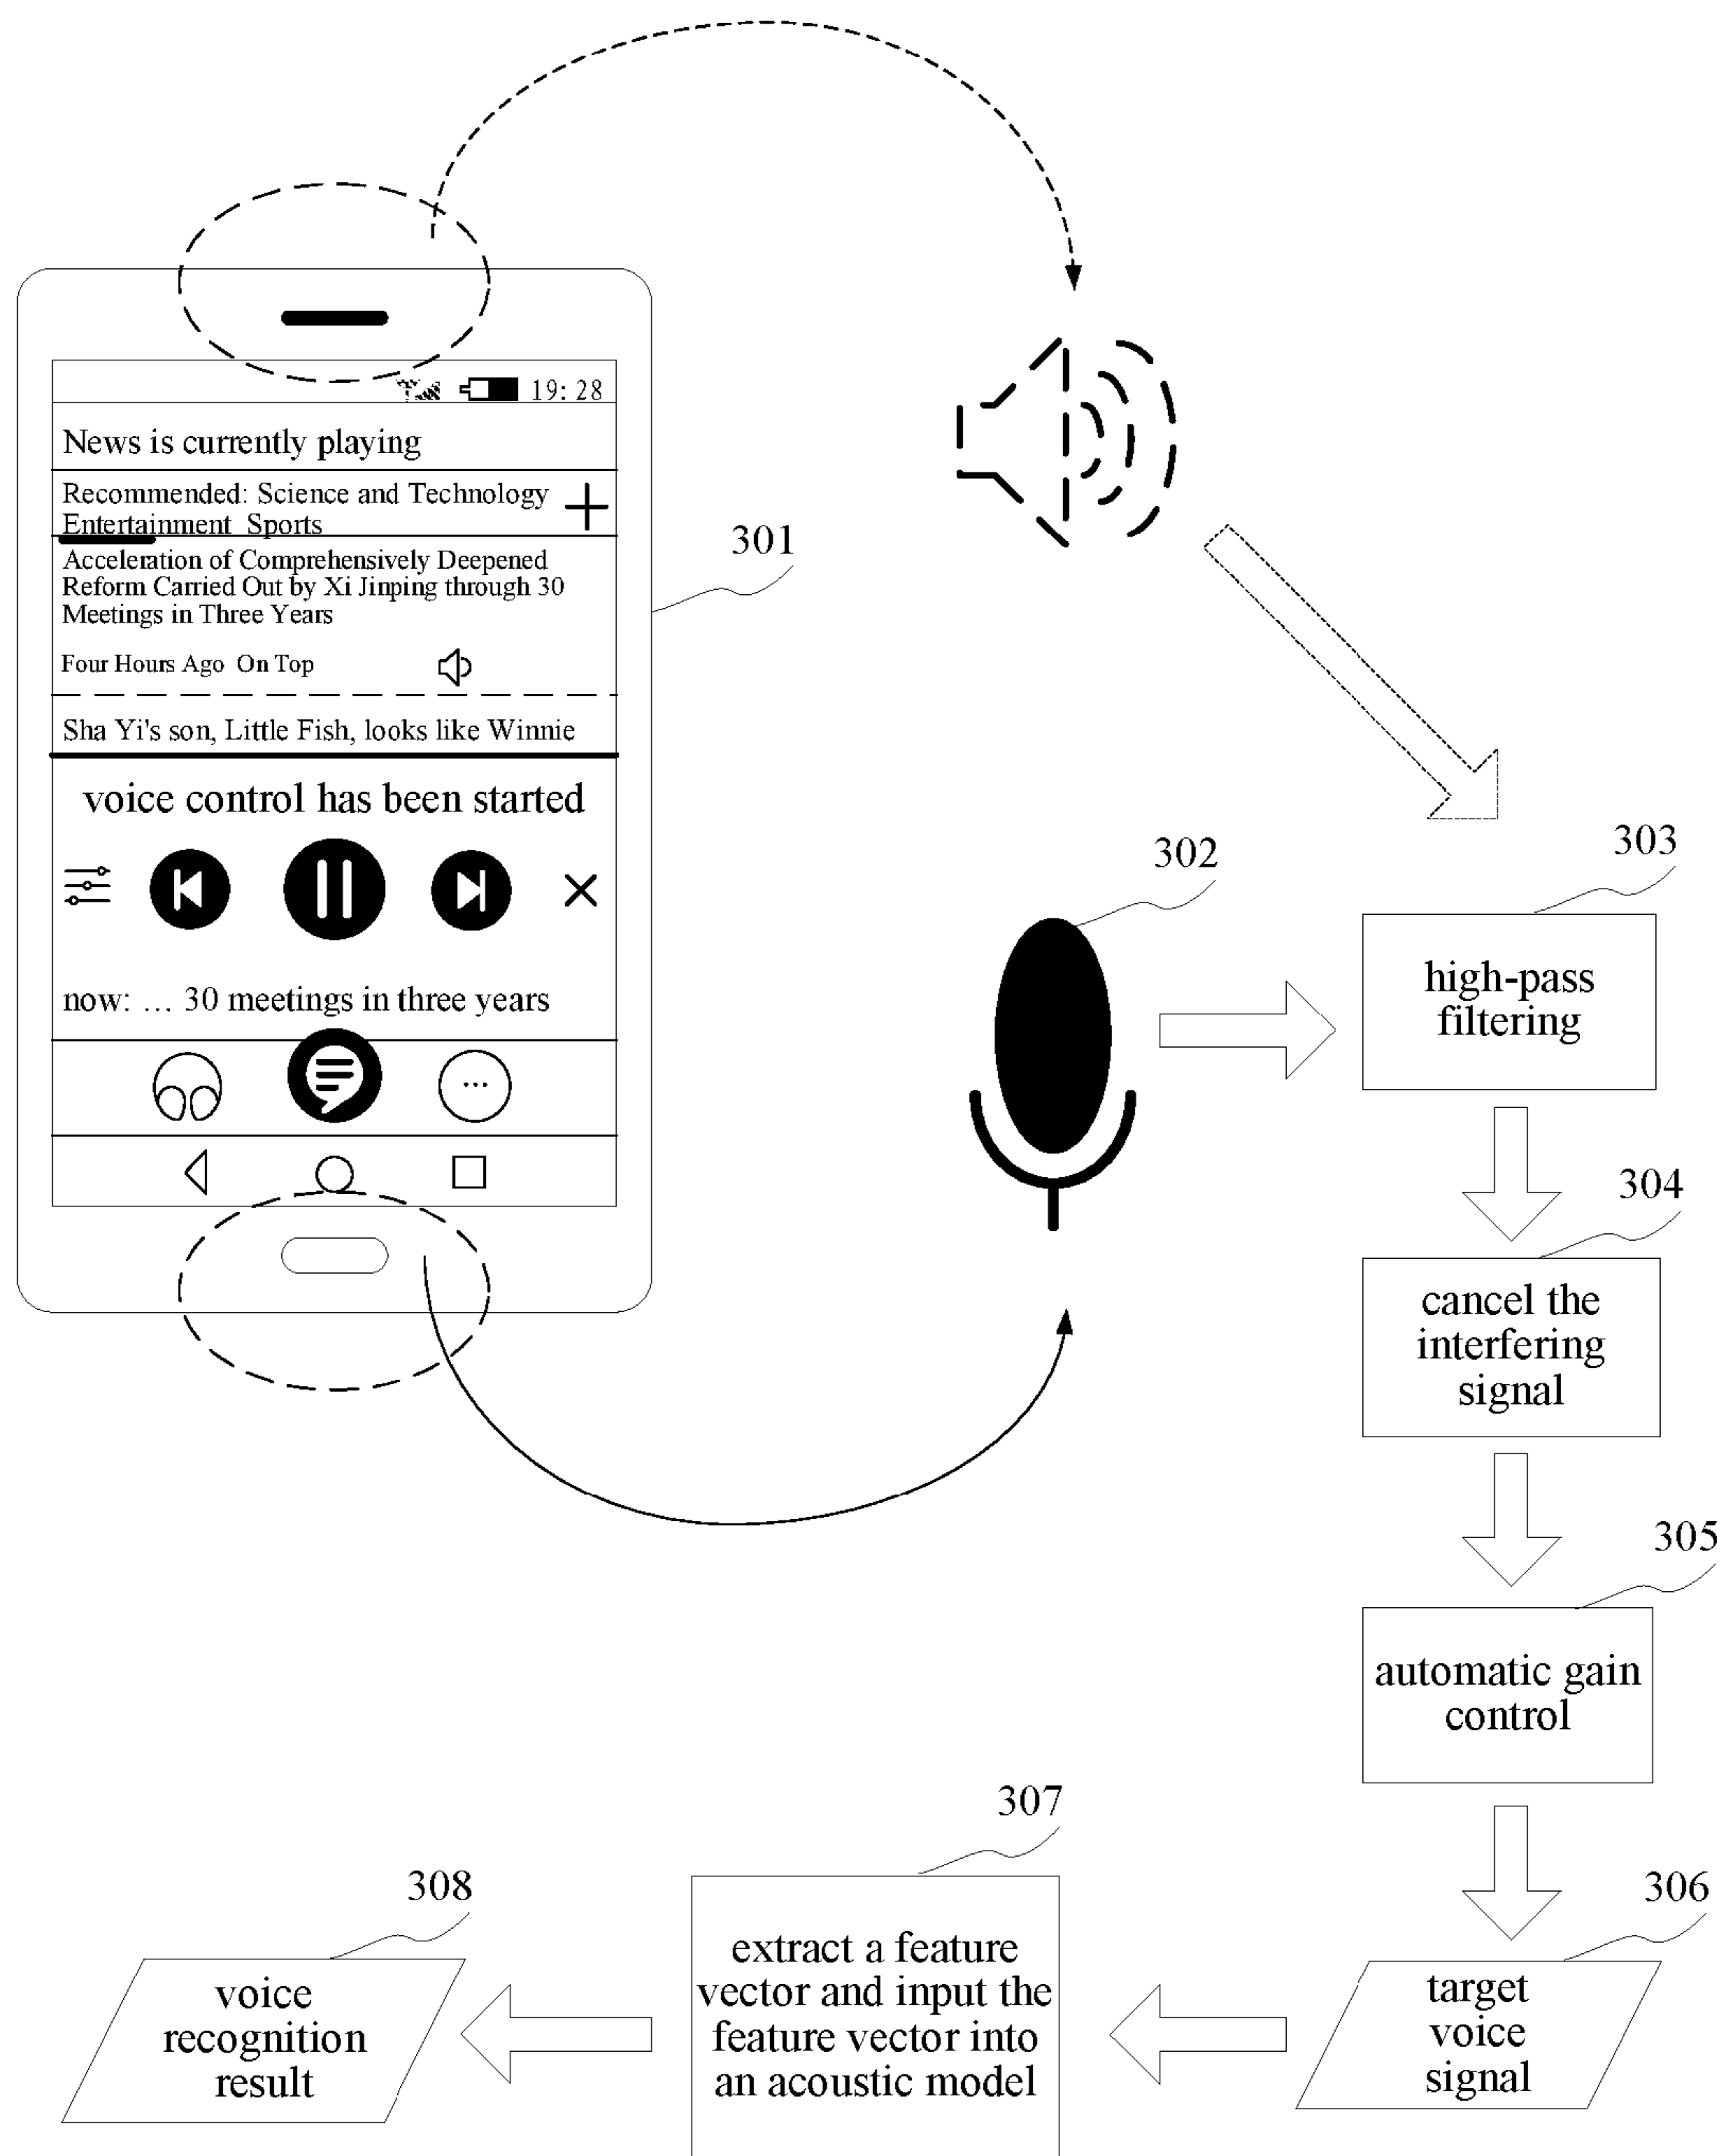 19:28
News is currently playing
Recommended: Science and Technology
Entertainment Sports
Acceleration of Comprehensively Deepened
Reform Carried Out by Xi Jinping through 30
Meetings in Three Years
Four Hours Ago On Top
Sha Yi's son, Little Fish, looks like Winnie
voice control has been started
now: ... 30 meetings in three years
...
301
302
303
high-pass
filtering
304
cancel the
interfering
signal
305
automatic gain
control
306
target
voice
signal
307
extract a feature
vector and input the
feature vector into
an acoustic model
308
voice
recognition
result